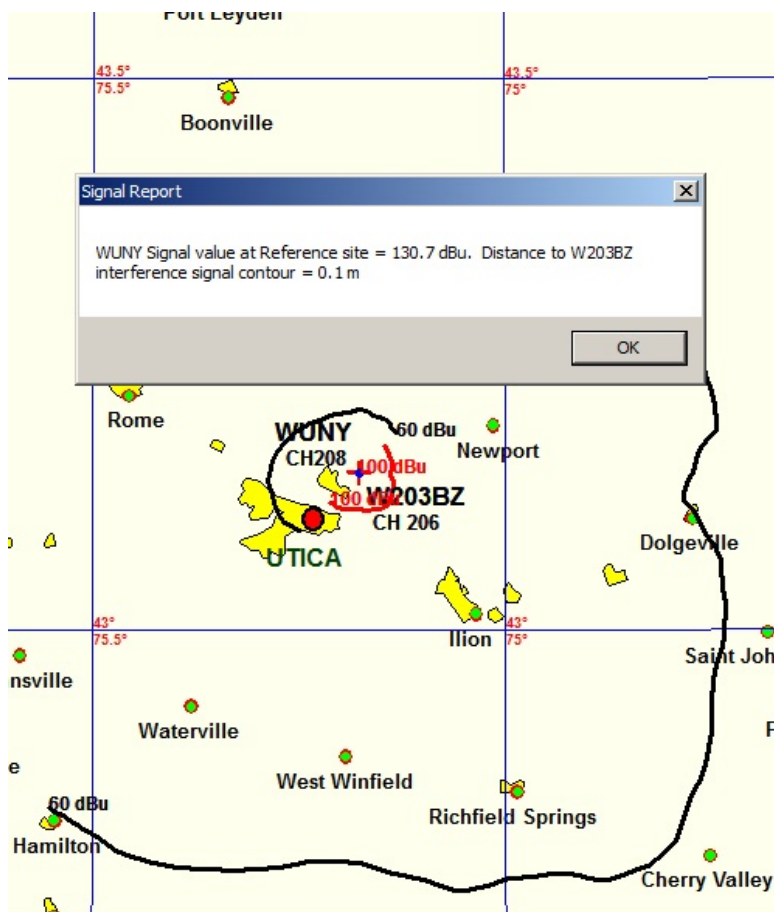 Port Leyden
43.5°
75.5°
43.5°
75°
Boonville
Signal Report
WUNY Signal value at Reference site = 130.7 dBu. Distance to W203BZ
interference signal contour = 0.1 m
OK
Rome
WUNY
60 dBu
Newport
CH208
100 dBu
W203BZ
100 dBu
CH 206
Dolgeville
UTICA
43°
75.5°
43°
75°
Ilion
Saint Joh
nsville
Waterville
F
West Winfield
e
60 dBu
Richfield Springs
Hamilton
Cherry Valley